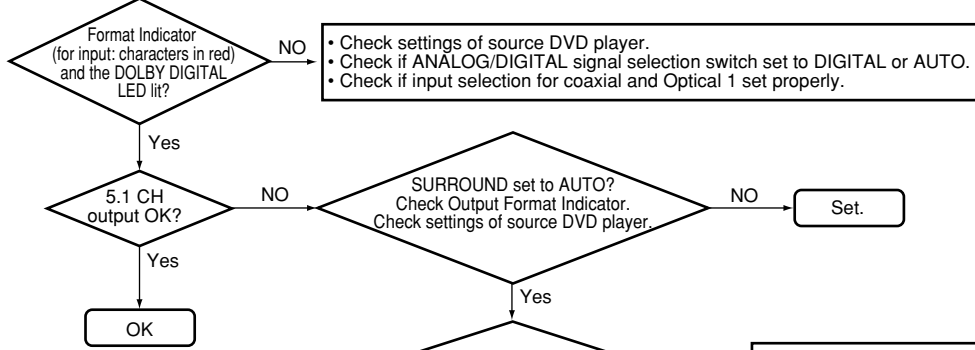 Format Indicator
(for input: characters in red)
and the DOLBY DIGITAL
LED lit?
NO
• Check settings of source DVD player.
• Check if ANALOG/DIGITAL signal selection switch set to DIGITAL or AUTO.
• Check if input selection for coaxial and Optical 1 set properly.
Yes
5.1 CH
output OK?
NO
SURROUND set to AUTO?
Check Output Format Indicator.
Check settings of source DVD player.
NO
Set.
Yes
OK
Yes